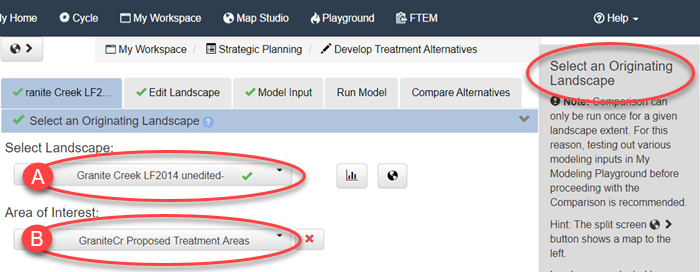 My Home Cycle My Workspace Map Studio Playground FTEM Help
My Workspace / Strategic Planning / Develop Treatment Alternatives
ranite Creek LF2... Edit Landscape Model Input Run Model Compare Alternatives
Select an Originating Landscape ?
Select Landscape:
A Granite Creek LF2014 unedited-
Area of Interest:
B GraniteCr Proposed Treatment Areas
Select an Originating
Landscape
Note: Comparison can
only be run once for a given
landscape extent. For this
reason, testing out various
modeling inputs in My
Modeling Playground before
proceeding with the
Comparison is recommended.
Hint: The split screen
button shows a map to the
left.